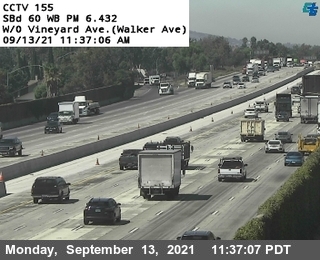 CCTV 155
SBd 60 WB PM 6.432
W/O Vineyard Ave.(Walker Ave)
09/13/21 11:37:06 AM
Monday, September 13, 2021 11:37:07 PDT